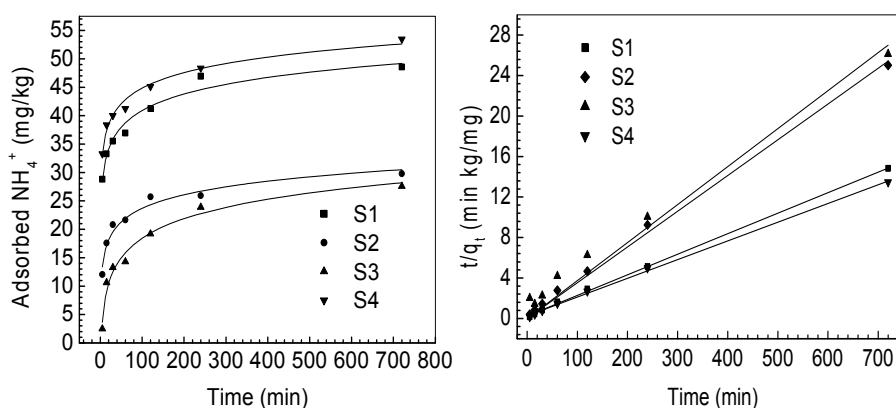 Adsorbed NH₄⁺ (mg/kg)
55
50
45
40
35
30
25
20
15
10
5
0
S1
S2
S3
S4
0 100 200 300 400 500 600 700 800
Time (min)
t/qₜ (min kg/mg)
28
24
20
16
12
8
4
0
S1
S2
S3
S4
0 100 200 300 400 500 600 700
Time (min)